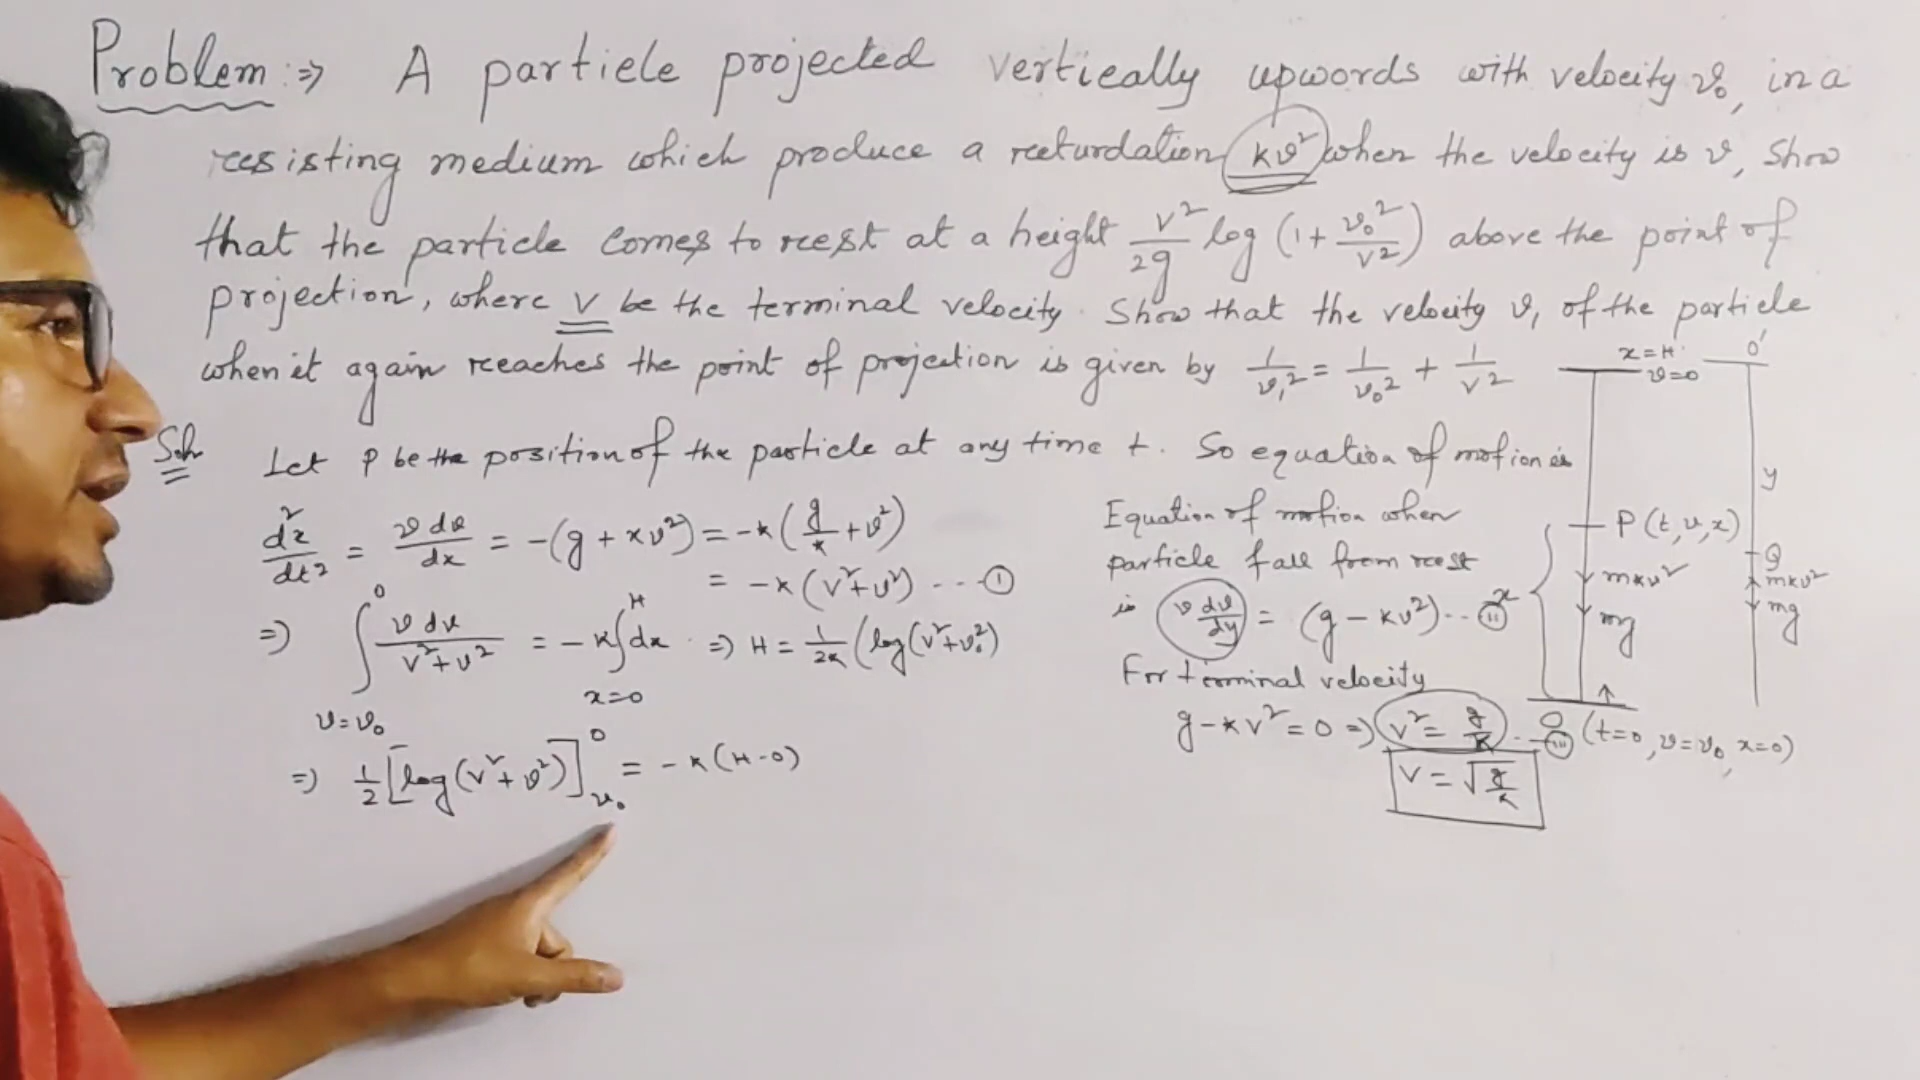 Problem :⇒ A particle projected vertically upwords with velocity v₀, in a
resisting medium which produce a returdation kv² when the velocity is v, Show
that the particle comes to rest at a height V²/2g log (1 + v₀²/V²) above the point of
projection, where V be the terminal velocity. Show that the velocity v₁ of the particle
when it again reaches the point of projection is given by 1/v₁² = 1/v₀² + 1/V²
Soln Let P be the position of the particle at any time t. So equation of motion is
d²x/dt² = v dv/dx = -(g + kv²) = -k(g/k + v²)
= -k(V² + v²) ---①
⇒ ∫_{v=v₀}^{0} v dv/(V² + v²) = -k ∫_{x=0}^{H} dx ⇒ H = 1/2k (log(V² + v₀²)
⇒ 1/2 [log(V² + v²)]_{v₀}^{0} = -k(H-0)
Equation of motion when
particle fall from rest
is v dv/dy = (g - kv²) ... ⓘⓘ
For terminal velocity
g - kV² = 0 ⇒ V² = g/k ... (iii)
V = √(g/k)
x = H
v = 0
O'
y
P (t, v, x)
Q
mkv²
mg
mkv²
mg
x
O (t=0, v=v₀, x=0)